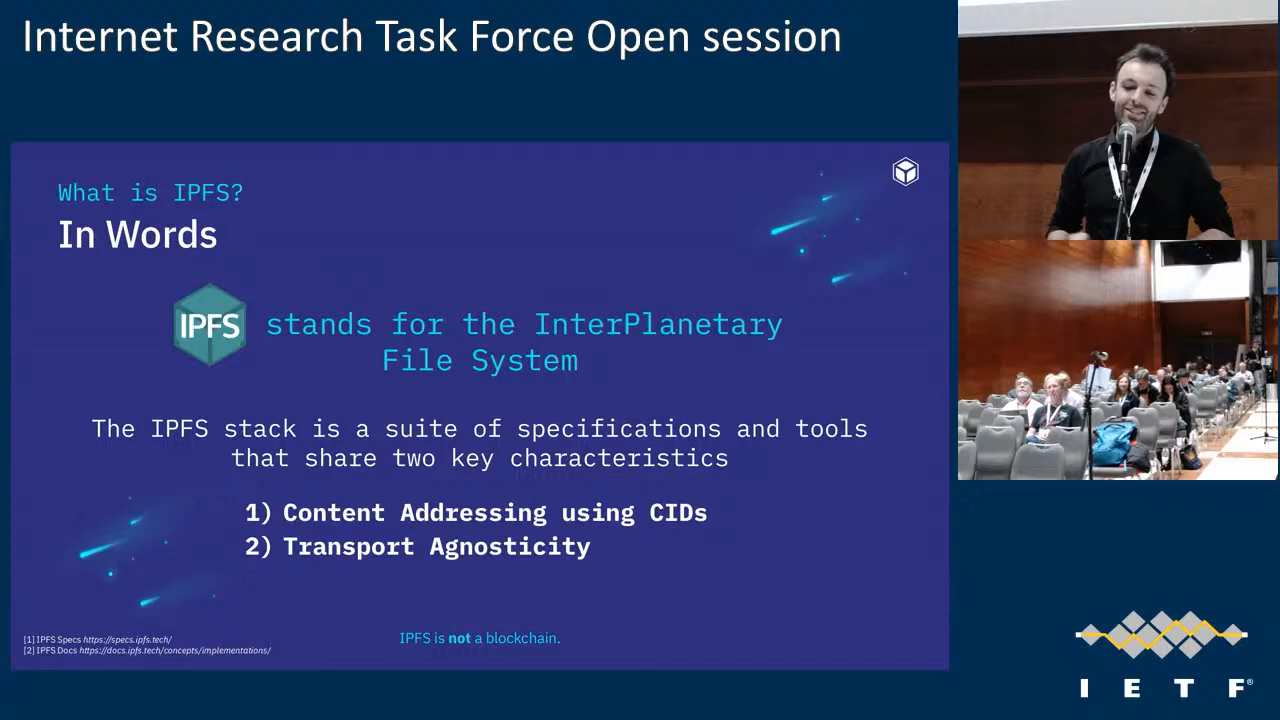 Internet Research Task Force Open session
What is IPFS?
In Words
IPFS stands for the InterPlanetary
File System
The IPFS stack is a suite of specifications and tools
that share two key characteristics
1) Content Addressing using CIDs
2) Transport Agnosticity
[1] IPFS Specs https://specs.ipfs.tech/
[2] IPFS Docs https://docs.ipfs.tech/concepts/implementations/
IPFS is not a blockchain.
I E T F®